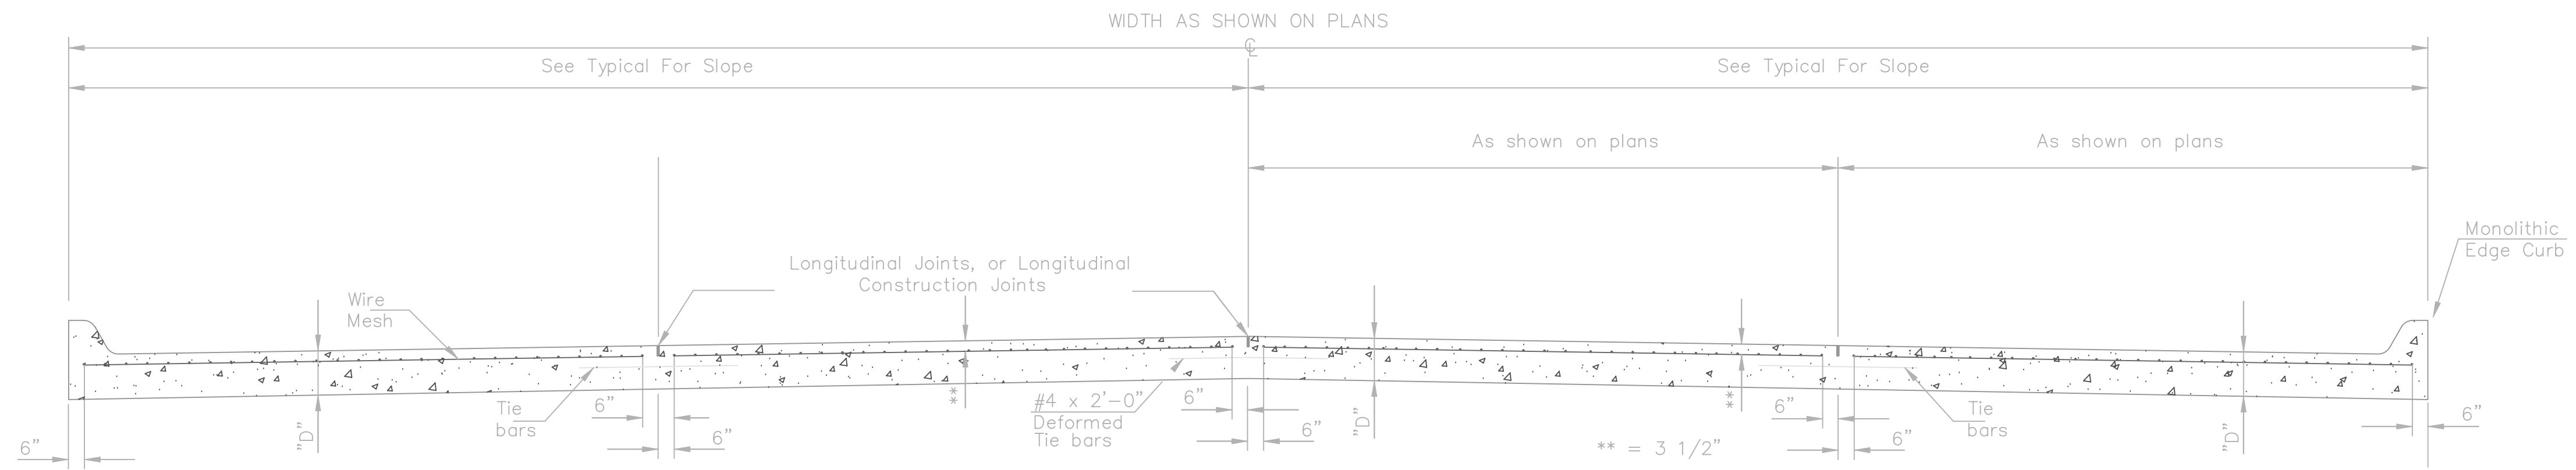 WIDTH AS SHOWN ON PLANS
CL
See Typical For Slope
See Typical For Slope
As shown on plans
As shown on plans
Monolithic
Edge Curb
Longitudinal Joints, or Longitudinal
Construction Joints
Wire
Mesh
**
**
Tie
bars
6"
#4 x 2'-0"
Deformed
Tie bars
6"
6"
Tie
bars
6"
"D"
"D"
"D"
6"
6"
6"
6"
** = 3 1/2"